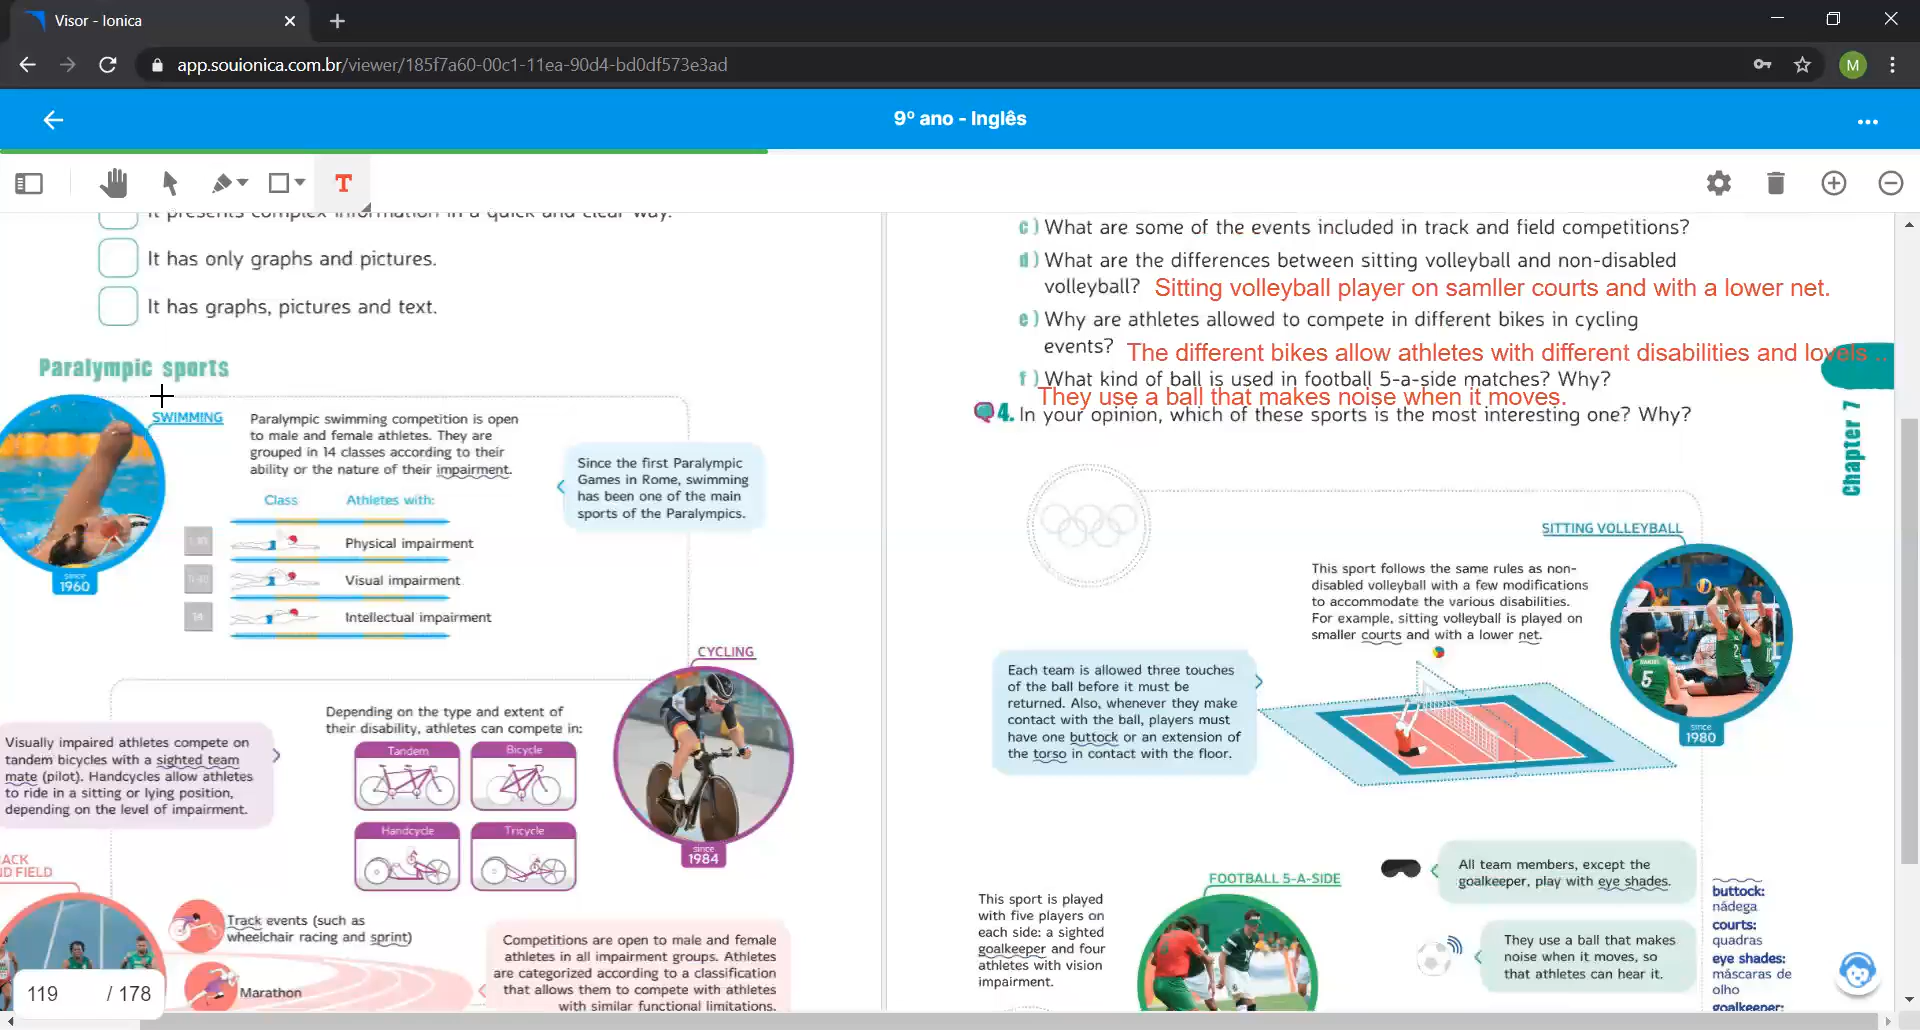 Visor - Ionica
app.souionica.com.br/viewer/185f7a60-00c1-11ea-90d4-bd0df573e3ad
M
9º ano - Inglês
T
It presents complex information in a quick and clear way.
It has only graphs and pictures.
It has graphs, pictures and text.
Paralympic sports
SWIMMING
Paralympic swimming competition is open
to male and female athletes. They are
grouped in 14 classes according to their
ability or the nature of their impairment.
Class Athletes with:
Physical impairment
Visual impairment
14
Intellectual impairment
since
1960
Since the first Paralympic
Games in Rome, swimming
has been one of the main
sports of the Paralympics.
CYCLING
Depending on the type and extent of
their disability, athletes can compete in:
Tandem
Bicycle
Handcycle
Tricycle
since
1984
Visually impaired athletes compete on
tandem bicycles with a sighted team
mate (pilot). Handcycles allow athletes
to ride in a sitting or lying position,
depending on the level of impairment.
ACK
ND FIELD
Track events (such as
wheelchair racing and sprint)
Marathon
Competitions are open to male and female
athletes in all impairment groups. Athletes
are categorized according to a classification
that allows them to compete with athletes
with similar functional limitations.
119 / 178
c) What are some of the events included in track and field competitions?
d) What are the differences between sitting volleyball and non-disabled
volleyball? Sitting volleyball player on samller courts and with a lower net.
e) Why are athletes allowed to compete in different bikes in cycling
events? The different bikes allow athletes with different disabilities and lovels ..
f) What kind of ball is used in football 5-a-side matches? Why?
They use a ball that makes noise when it moves.
4. In your opinion, which of these sports is the most interesting one? Why?
Chapter 7
SITTING VOLLEYBALL
This sport follows the same rules as non-
disabled volleyball with a few modifications
to accommodate the various disabilities.
For example, sitting volleyball is played on
smaller courts and with a lower net.
5
2
since
1980
Each team is allowed three touches
of the ball before it must be
returned. Also, whenever they make
contact with the ball, players must
have one buttock or an extension of
the torso in contact with the floor.
FOOTBALL 5-A-SIDE
This sport is played
with five players on
each side: a sighted
goalkeeper and four
athletes with vision
impairment.
All team members, except the
goalkeeper, play with eye shades.
They use a ball that makes
noise when it moves, so
that athletes can hear it.
buttock:
nádega
courts:
quadras
eye shades:
máscaras de
olho
goalkeeper: